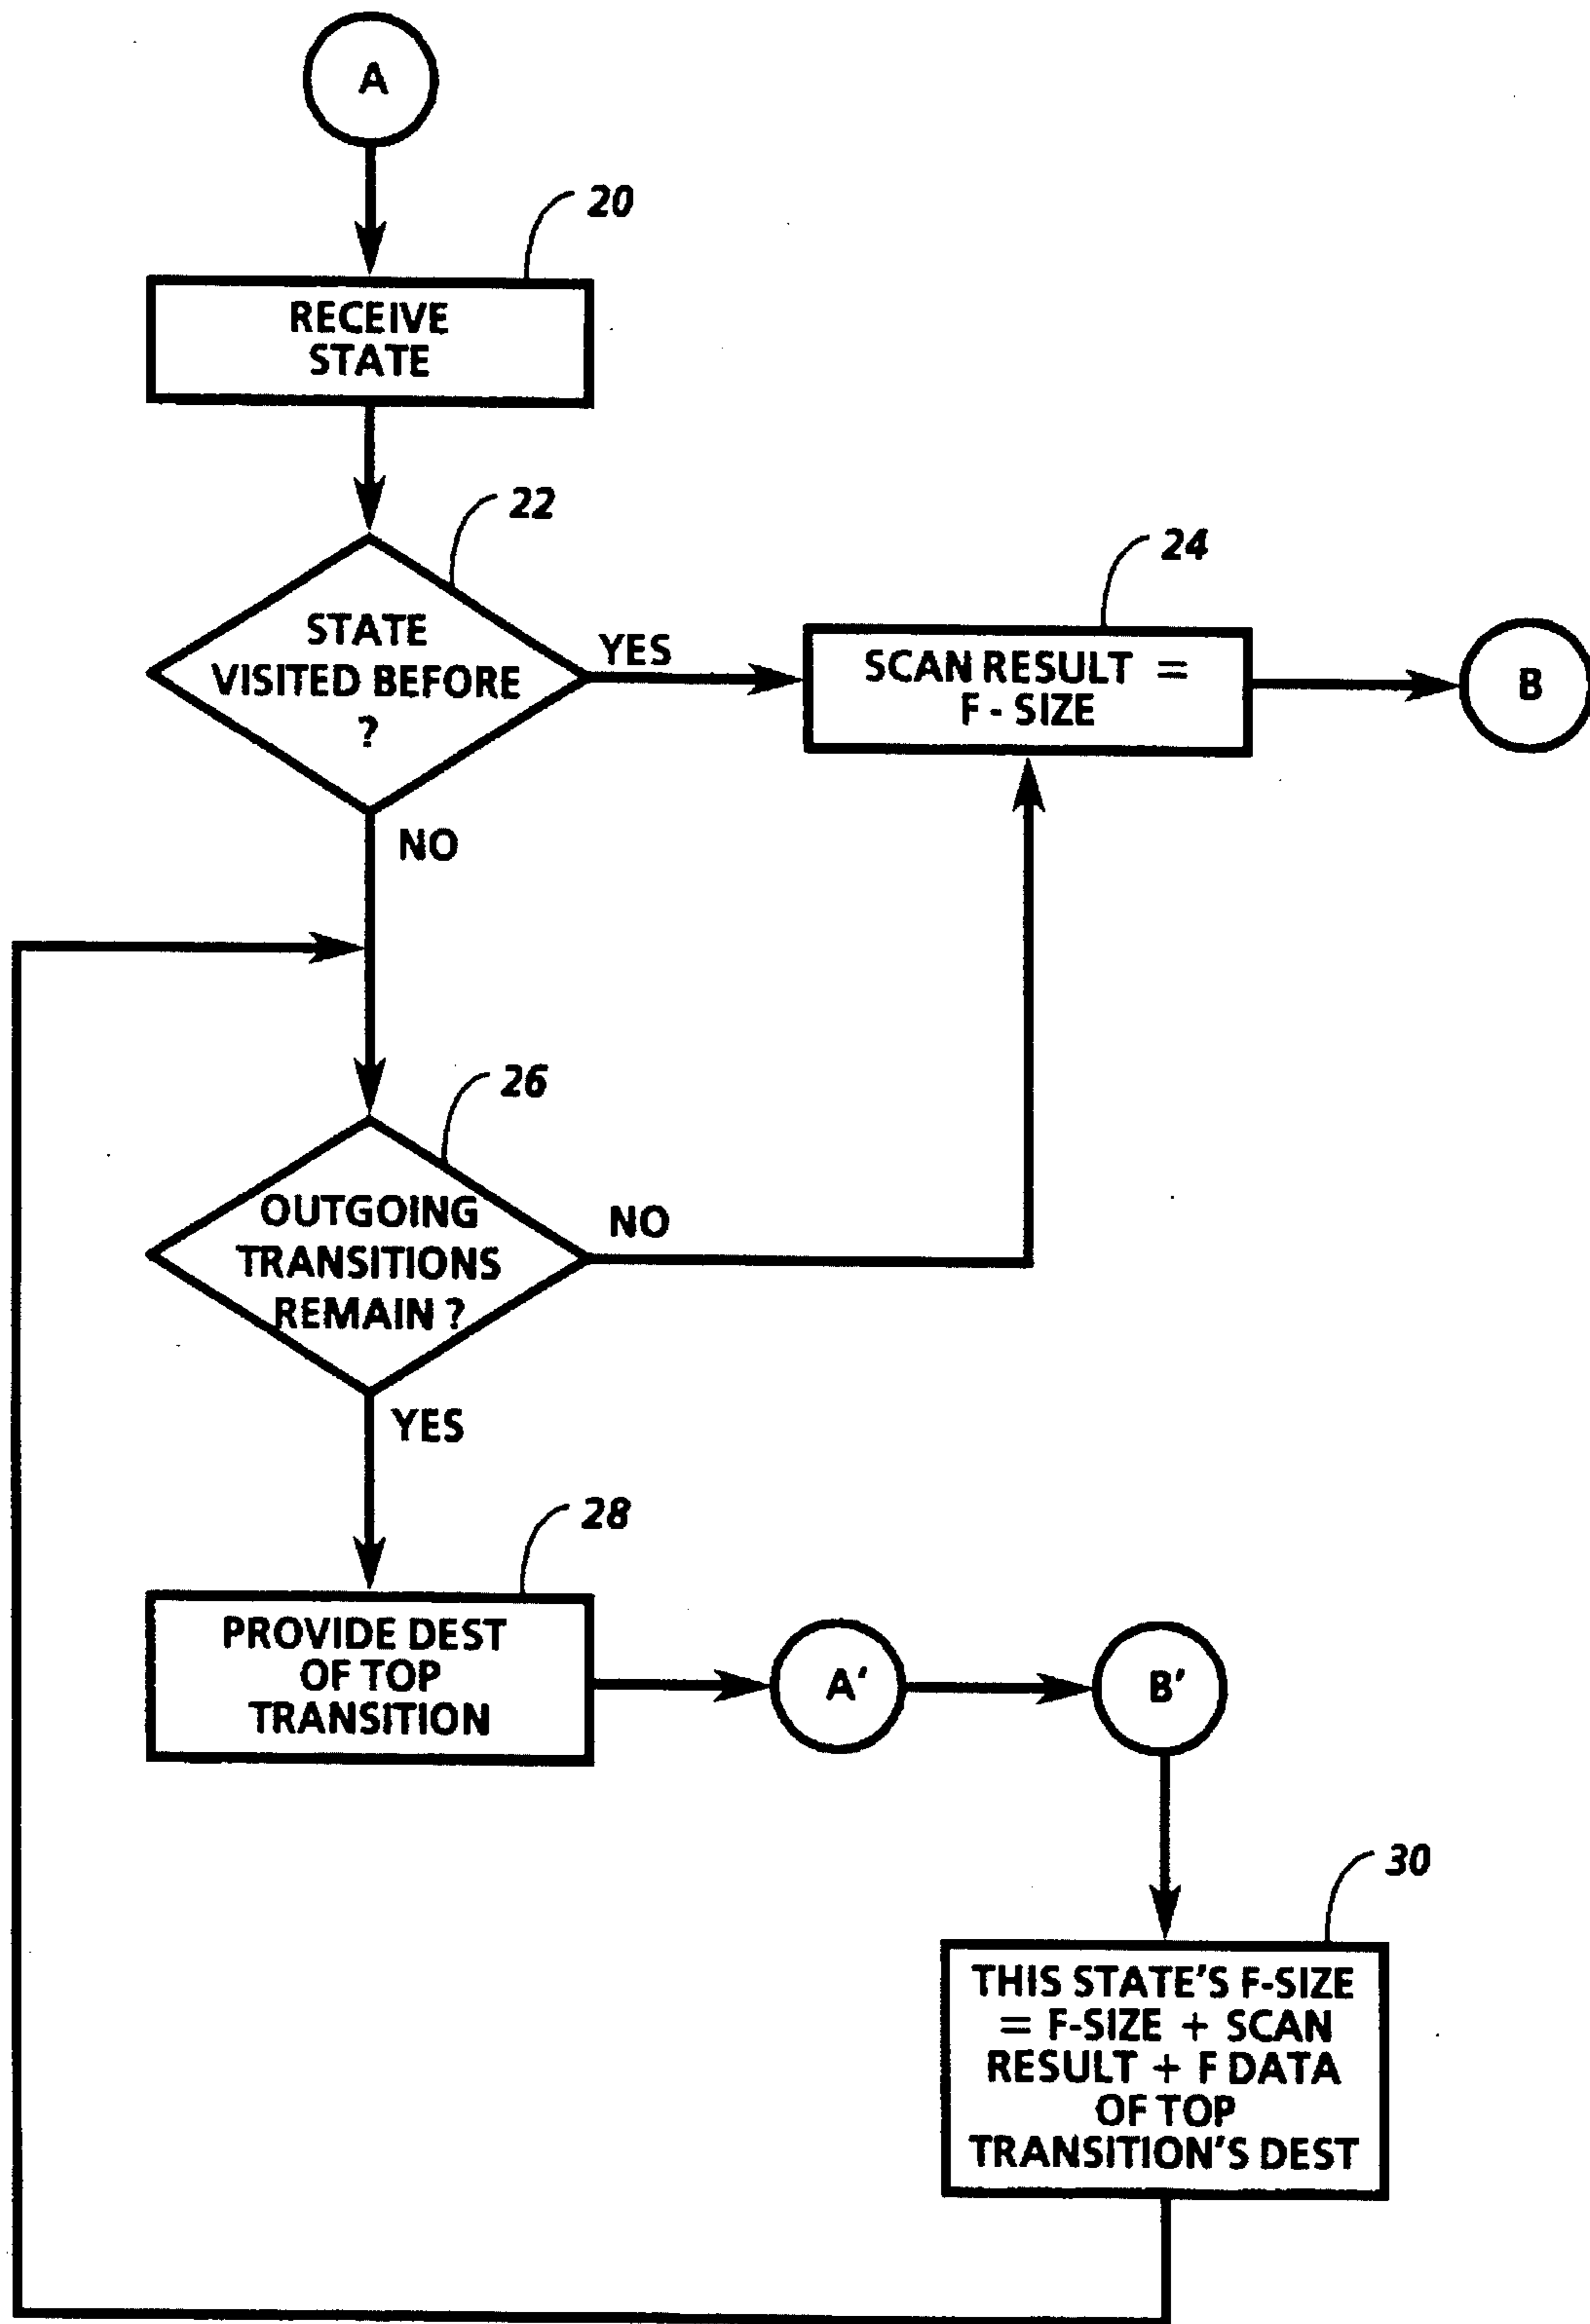 A
20
RECEIVE
STATE
22
STATE
VISITED BEFORE
?
YES
NO
24
SCAN RESULT =
F - SIZE
B
26
OUTGOING
TRANSITIONS
REMAIN ?
NO
YES
28
PROVIDE DEST
OF TOP
TRANSITION
A'
B'
30
THIS STATE'S F-SIZE
= F-SIZE + SCAN
RESULT + F DATA
OF TOP
TRANSITION'S DEST